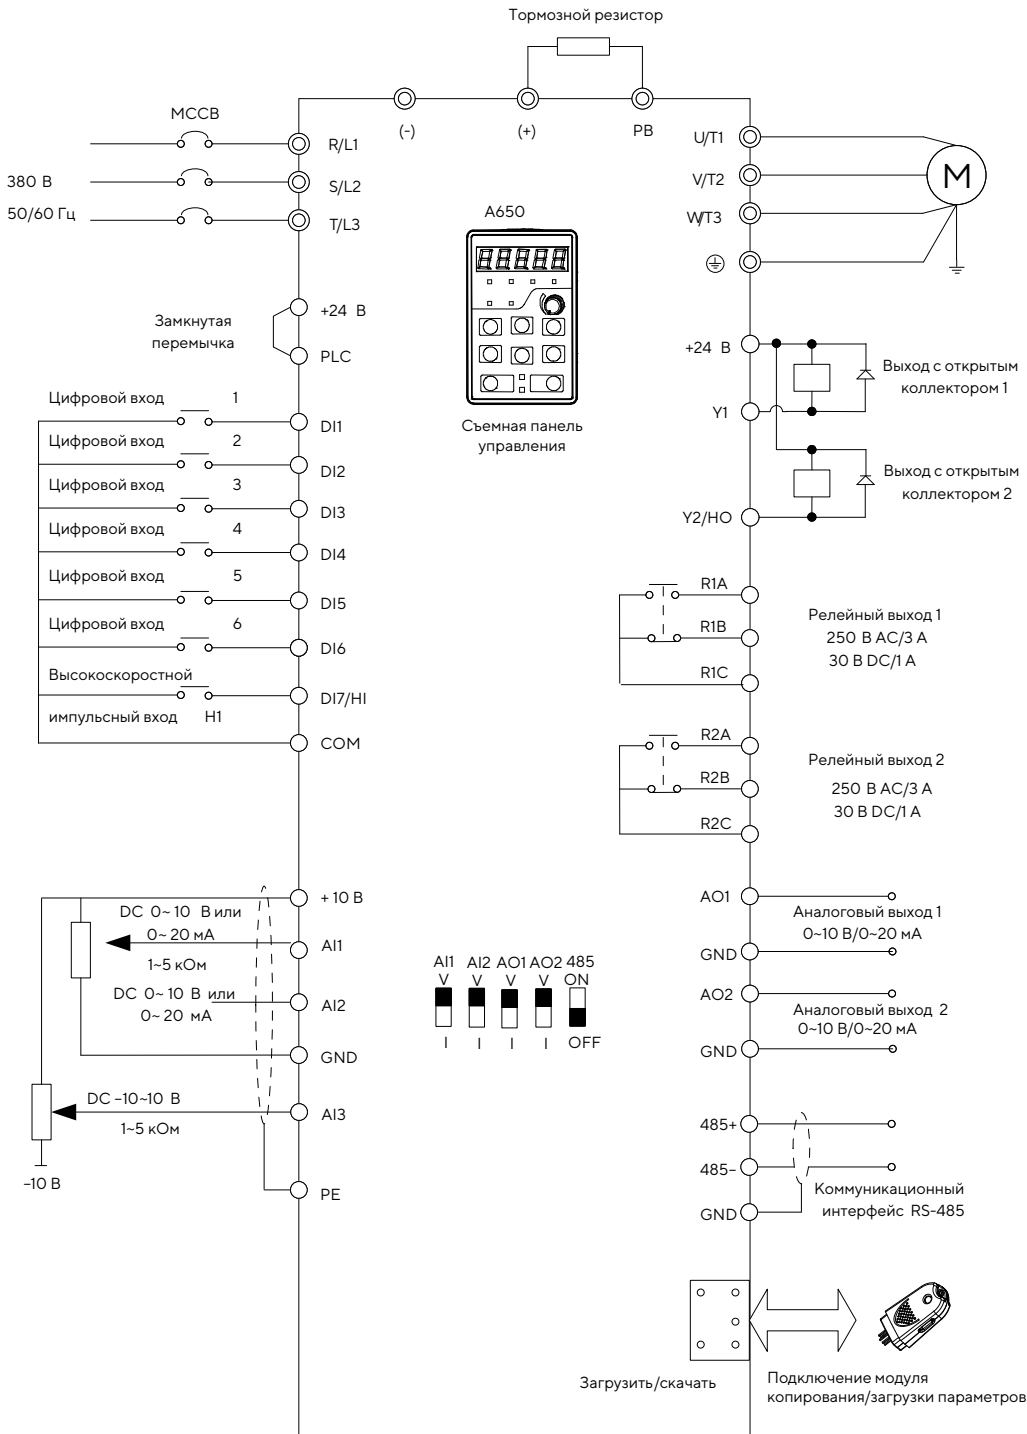 Тормозной резистор
МССВ
(-)
(+)
PB
R/L1
380 В
S/L2
50/60 Гц
T/L3
U/T1
V/T2
W/T3
M
A650
Съемная панель
управления
Замкнутая
перемычка
+24 В
PLC
Цифровой вход 1
DI1
Цифровой вход 2
DI2
Цифровой вход 3
DI3
Цифровой вход 4
DI4
Цифровой вход 5
DI5
Цифровой вход 6
DI6
Высокоскоростной
импульсный вход H1
DI7/HI
COM
+24 В
Выход с открытым
коллектором 1
Y1
Выход с открытым
коллектором 2
Y2/HO
R1A
R1B
R1C
Релейный выход 1
250 В AC/3 A
30 В DC/1 A
R2A
R2B
R2C
Релейный выход 2
250 В AC/3 A
30 В DC/1 A
+ 10 В
DC 0~ 10 В или
0~ 20 мА
1~5 кОм
AI1
DC 0~ 10 В или
0~ 20 мА
AI2
GND
DC –10~10 В
1~5 кОм
AI3
–10 В
PE
AI1 AI2 AO1 AO2 485
V V V V ON
I I I I OFF
AO1
Аналоговый выход 1
0~10 В/0~20 мА
GND
AO2
Аналоговый выход 2
0~10 В/0~20 мА
GND
485+
485–
GND
Коммуникационный
интерфейс RS-485
Загрузить/скачать
Подключение модуля
копирования/загрузки параметров